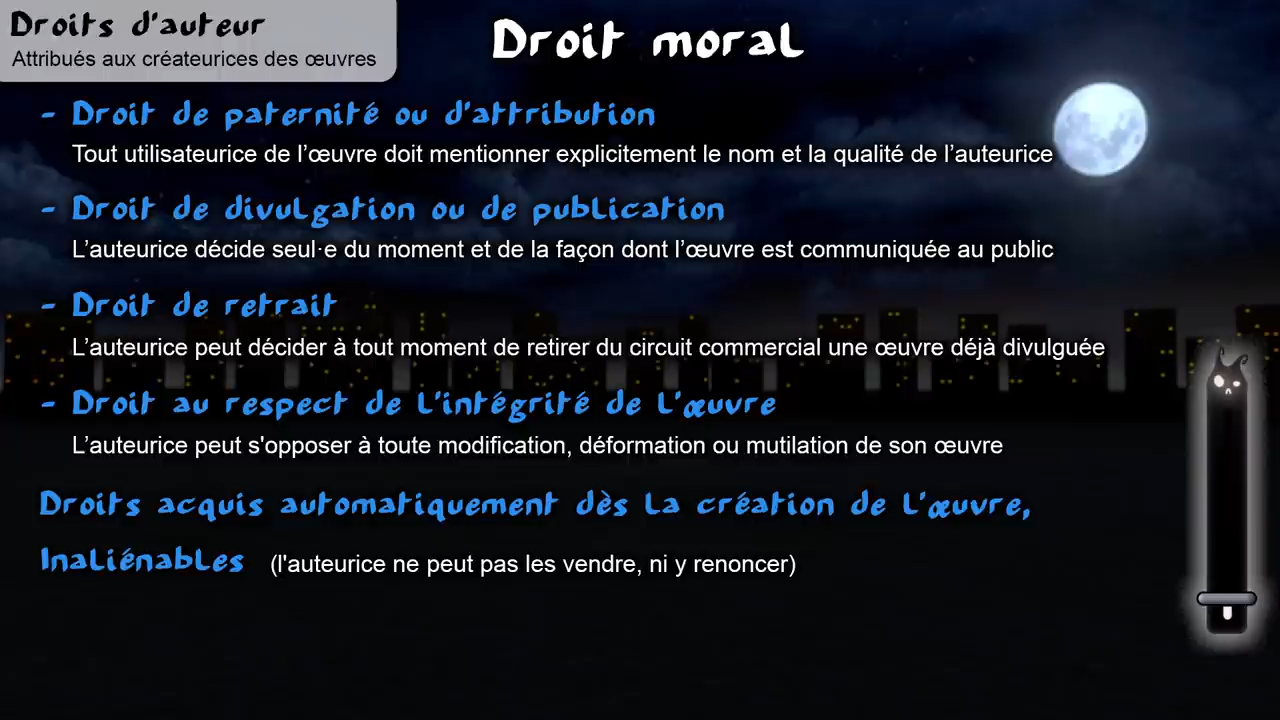 Droits d'auteur
Attribués aux créateurices des œuvres
Droit moral
- Droit de paternité ou d'attribution
Tout utilisateurice de l’œuvre doit mentionner explicitement le nom et la qualité de l’auteurice
- Droit de divulgation ou de publication
L’auteurice décide seul·e du moment et de la façon dont l’œuvre est communiquée au public
- Droit de retrait
L’auteurice peut décider à tout moment de retirer du circuit commercial une œuvre déjà divulguée
- Droit au respect de l'intégrité de l'œuvre
L’auteurice peut s'opposer à toute modification, déformation ou mutilation de son œuvre
Droits acquis automatiquement dès la création de l'œuvre,
Inaliénables (l'auteurice ne peut pas les vendre, ni y renoncer)